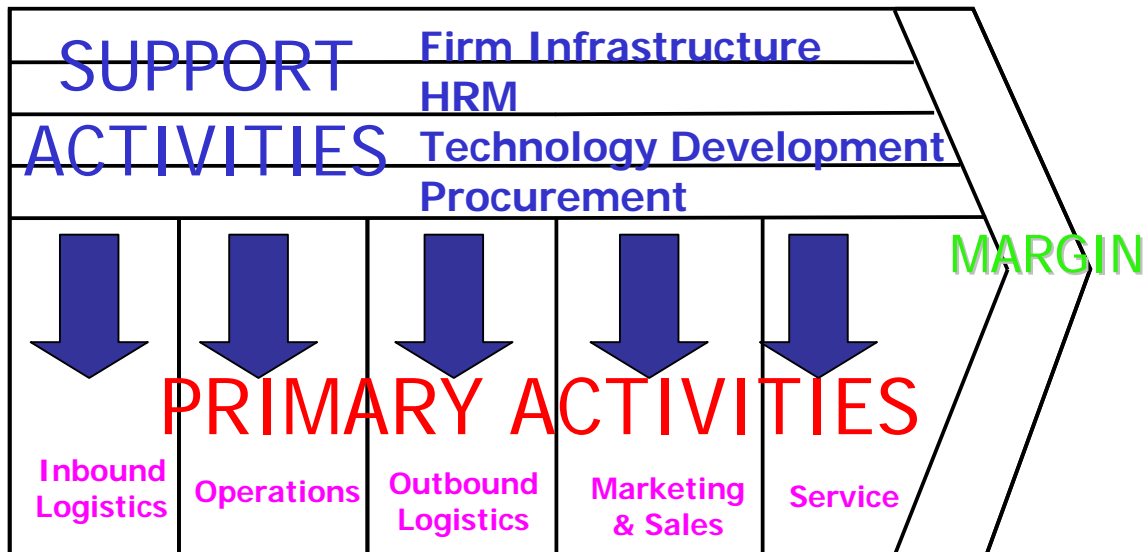 SUPPORT
ACTIVITIES
Firm Infrastructure
HRM
Technology Development
Procurement
MARGIN
PRIMARY ACTIVITIES
Inbound
Logistics
Operations
Outbound
Logistics
Marketing
& Sales
Service